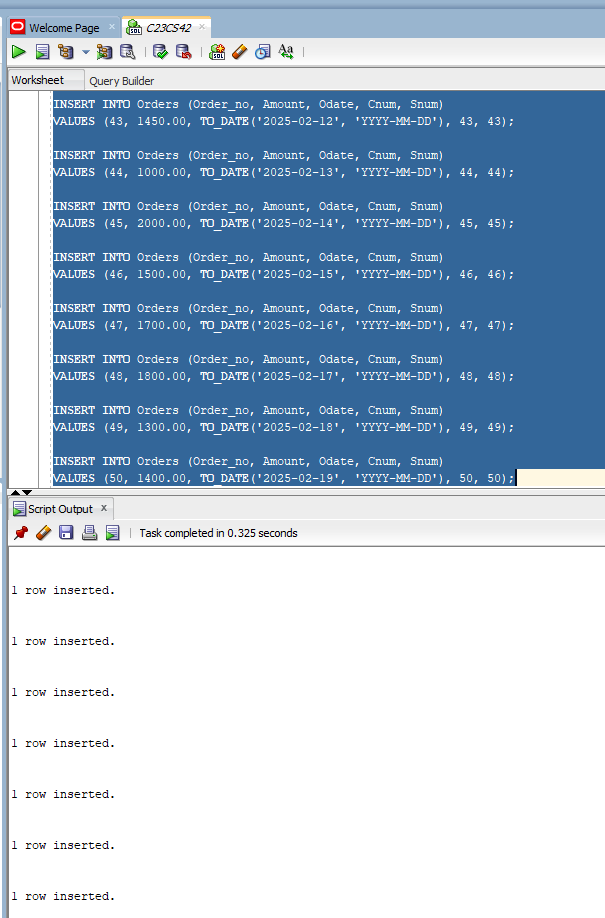 Welcome Page × C23CS42 ×
SQL Aa
Worksheet Query Builder
INSERT INTO Orders (Order_no, Amount, Odate, Cnum, Snum)
VALUES (43, 1450.00, TO_DATE('2025-02-12', 'YYYY-MM-DD'), 43, 43);
INSERT INTO Orders (Order_no, Amount, Odate, Cnum, Snum)
VALUES (44, 1000.00, TO_DATE('2025-02-13', 'YYYY-MM-DD'), 44, 44);
INSERT INTO Orders (Order_no, Amount, Odate, Cnum, Snum)
VALUES (45, 2000.00, TO_DATE('2025-02-14', 'YYYY-MM-DD'), 45, 45);
INSERT INTO Orders (Order_no, Amount, Odate, Cnum, Snum)
VALUES (46, 1500.00, TO_DATE('2025-02-15', 'YYYY-MM-DD'), 46, 46);
INSERT INTO Orders (Order_no, Amount, Odate, Cnum, Snum)
VALUES (47, 1700.00, TO_DATE('2025-02-16', 'YYYY-MM-DD'), 47, 47);
INSERT INTO Orders (Order_no, Amount, Odate, Cnum, Snum)
VALUES (48, 1800.00, TO_DATE('2025-02-17', 'YYYY-MM-DD'), 48, 48);
INSERT INTO Orders (Order_no, Amount, Odate, Cnum, Snum)
VALUES (49, 1300.00, TO_DATE('2025-02-18', 'YYYY-MM-DD'), 49, 49);
INSERT INTO Orders (Order_no, Amount, Odate, Cnum, Snum)
VALUES (50, 1400.00, TO_DATE('2025-02-19', 'YYYY-MM-DD'), 50, 50);
Script Output ×
Task completed in 0.325 seconds
1 row inserted.
1 row inserted.
1 row inserted.
1 row inserted.
1 row inserted.
1 row inserted.
1 row inserted.